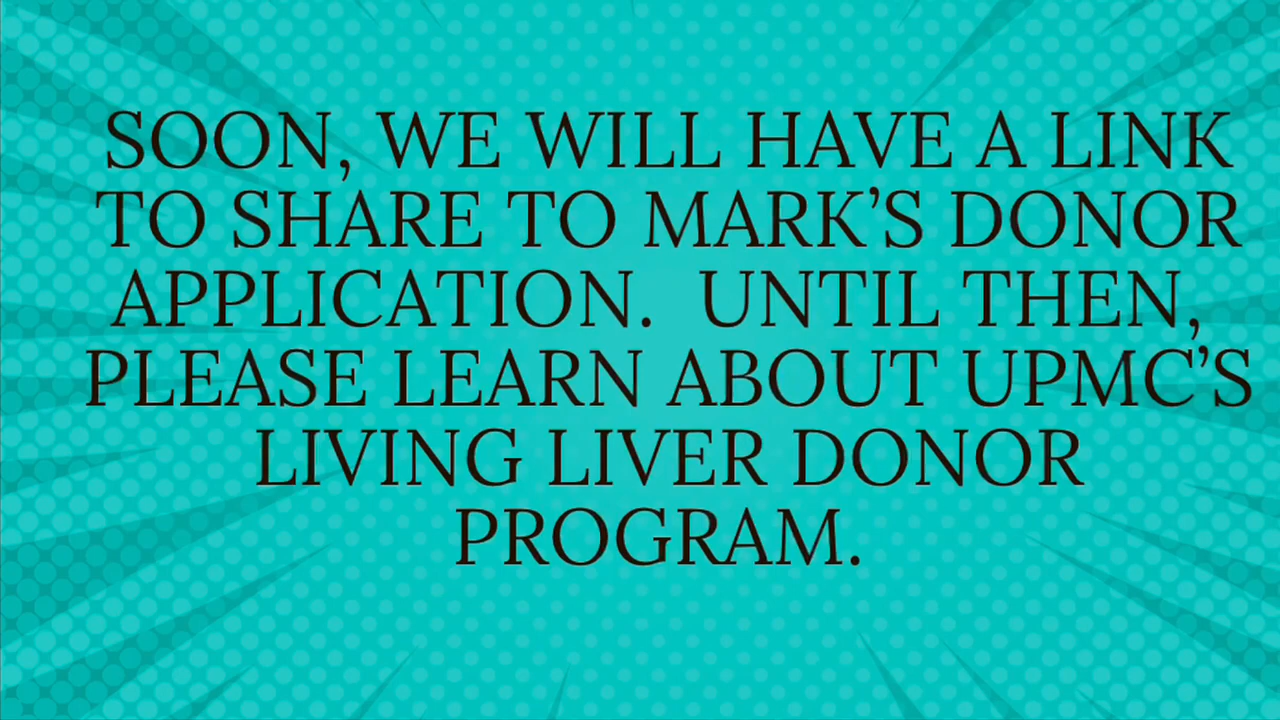 SOON, WE WILL HAVE A LINK
TO SHARE TO MARK’S DONOR
APPLICATION.  UNTIL THEN,
PLEASE LEARN ABOUT UPMC’S
LIVING LIVER DONOR
PROGRAM.